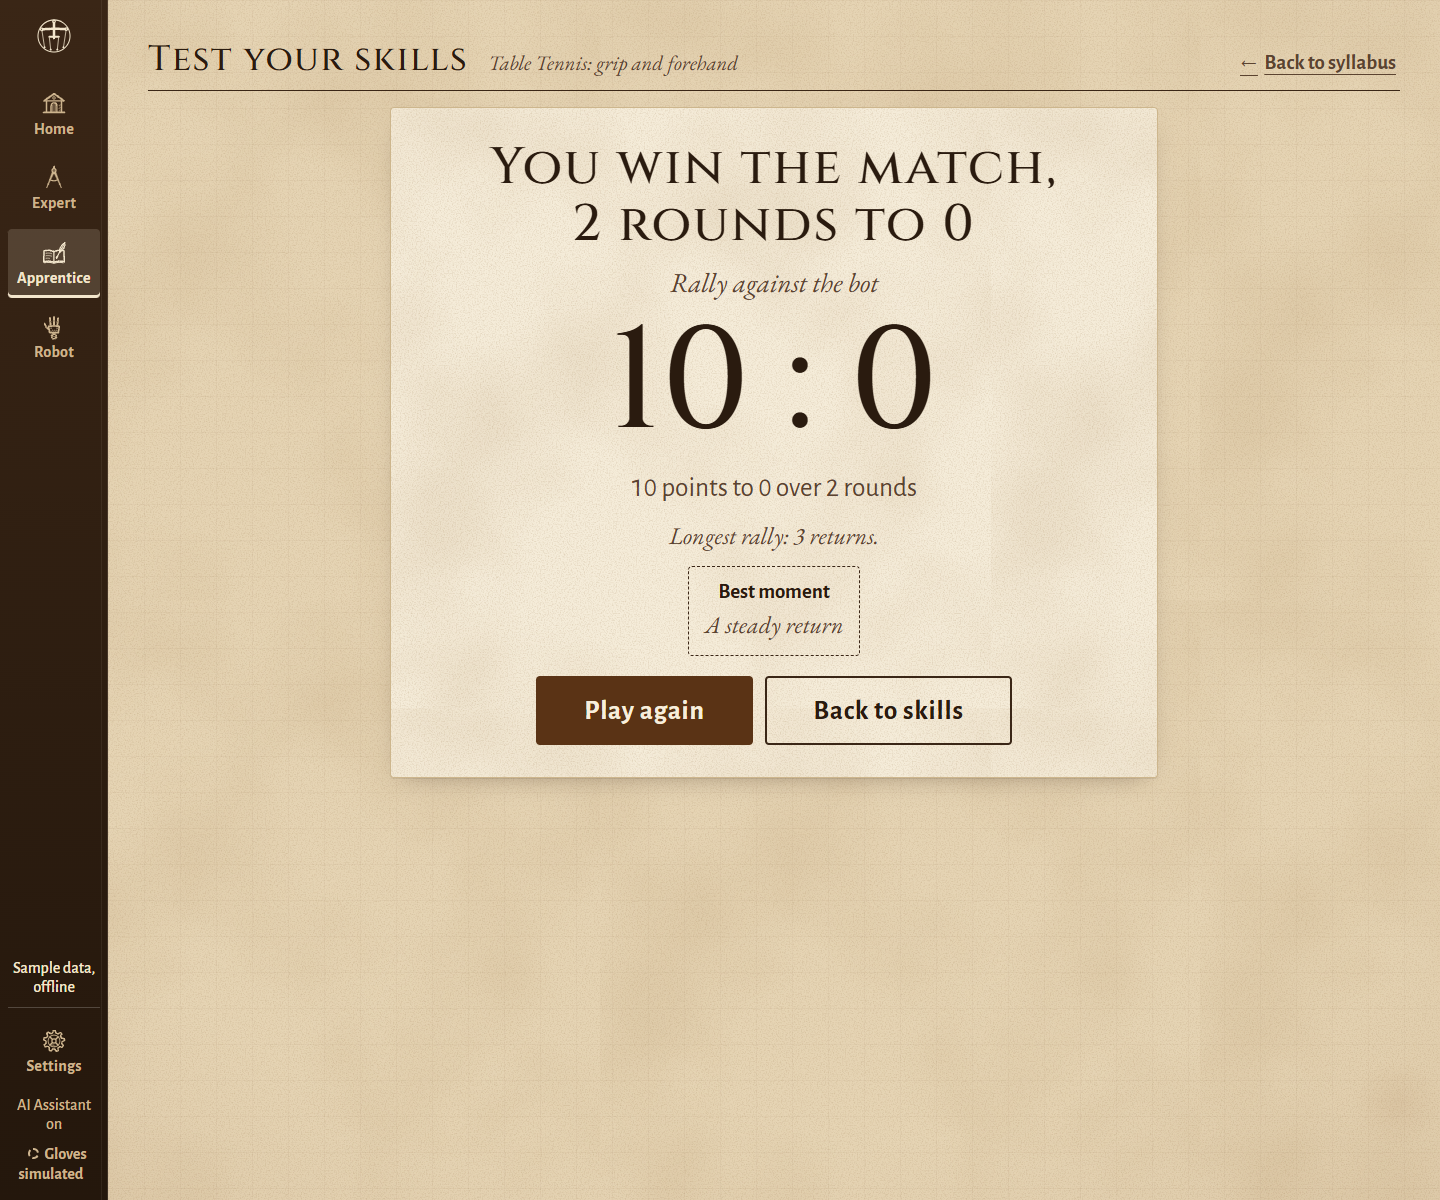 Test your skills
Table Tennis: grip and forehand
← Back to syllabus
Home
Expert
Apprentice
Robot
You win the match,
2 rounds to 0
Rally against the bot
10 : 0
10 points to 0 over 2 rounds
Longest rally: 3 returns.
Best moment
A steady return
Play again
Back to skills
Sample data,
offline
Settings
AI Assistant
on
Gloves
simulated